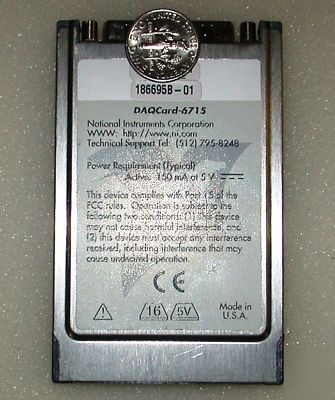 186695B-01
DAQCard-6715
National Instruments Corporation
WWW: http://www.ni.com
Technical Support Tel: (512) 795-8248
Power Requirement (Typical)
Active: 150 mA at 5 V
This device complies with Part 15 of the
FCC rules. Operation is subject to the
following two conditions: (1) This device
may not cause harmful interference, and
(2) this device must accept any interference
received, including interference that may
cause undesired operation.
CE
! 16 5V Made in
U.S.A.